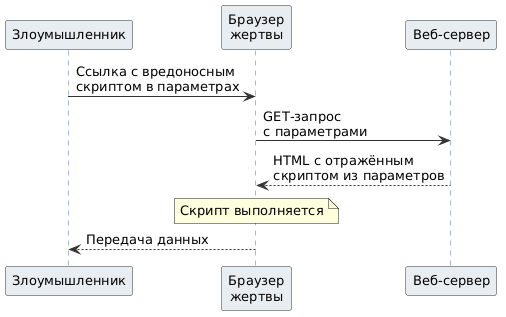 Злоумышленник
Браузер
жертвы
Веб-сервер
Ссылка с вредоносным
скриптом в параметрах
GET-запрос
с параметрами
HTML с отражённым
скриптом из параметров
Скрипт выполняется
Передача данных
Злоумышленник
Браузер
жертвы
Веб-сервер